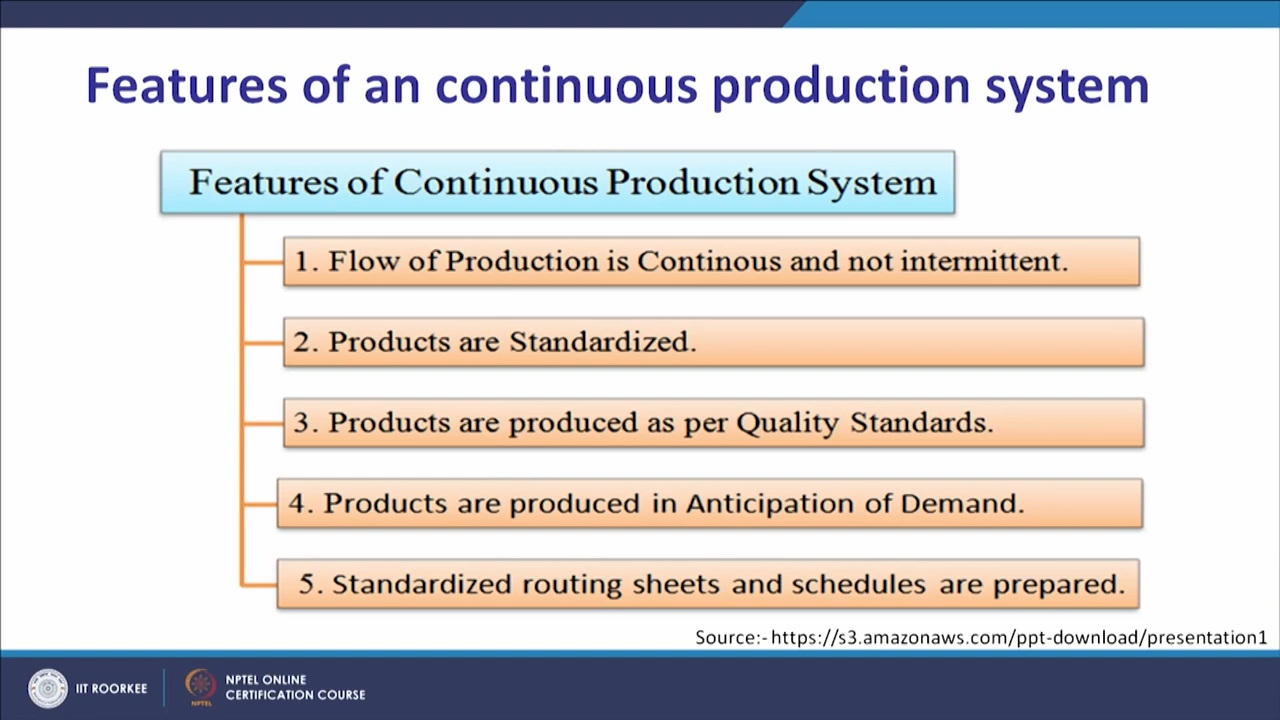 Features of an continuous production system
Features of Continuous Production System
1. Flow of Production is Continous and not intermittent.
2. Products are Standardized.
3. Products are produced as per Quality Standards.
4. Products are produced in Anticipation of Demand.
5. Standardized routing sheets and schedules are prepared.
Source:- https://s3.amazonaws.com/ppt-download/presentation1
IIT ROORKEE
NPTEL ONLINE
CERTIFICATION COURSE
NPTEL